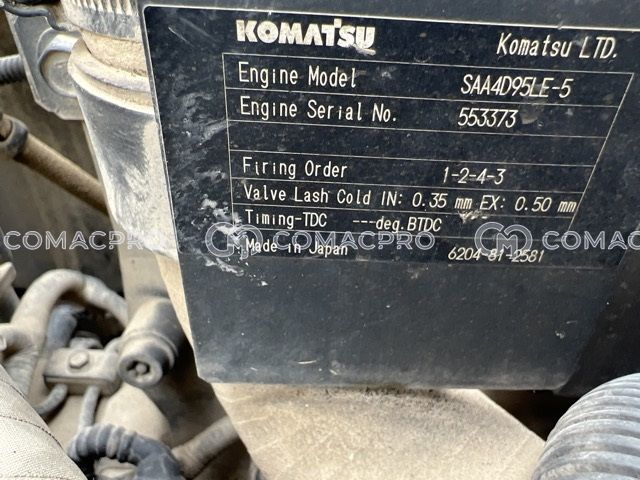 KOMATSU Komatsu LTD.
Engine Model SAA4D95LE-5
Engine Serial No. 553373
Firing Order 1-2-4-3
Valve Lash Cold IN: 0.35 mm EX: 0.50 mm
Timing-TDC ---deg.BTDC
COMACPRO COMACPRO COMACPRO
Made in Japan 6204-81-2581